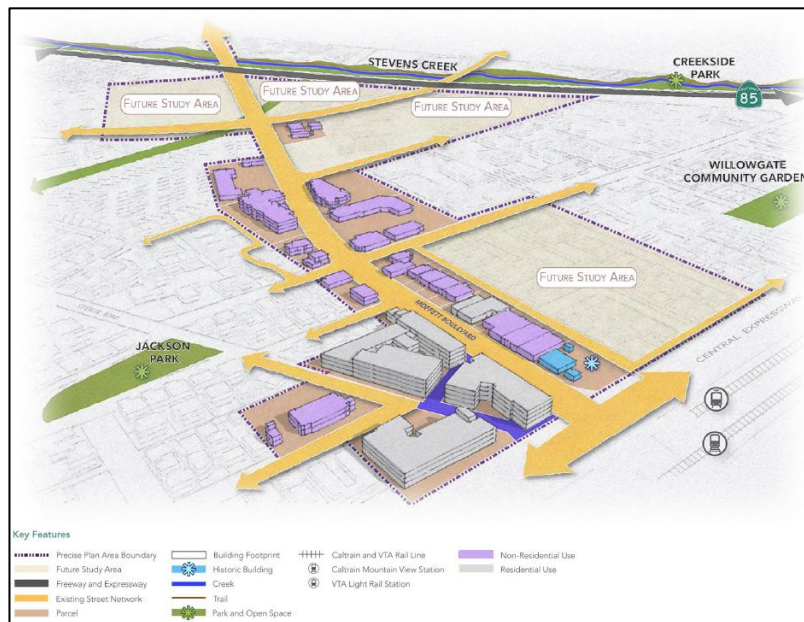 STEVENS CREEK
CREEKSIDE
PARK
85
FUTURE STUDY AREA
FUTURE STUDY AREA
FUTURE STUDY AREA
WILLOWGATE
COMMUNITY GARDEN
FUTURE STUDY AREA
MOFFETT BOULEVARD
CENTRAL EXPRESSWAY
JACKSON
PARK
Key Features
Precise Plan Area Boundary
Future Study Area
Freeway and Expressway
Existing Street Network
Parcel
Building Footprint
Historic Building
Creek
Trail
Park and Open Space
Caltrain and VTA Rail Line
Caltrain Mountain View Station
VTA Light Rail Station
Non-Residential Use
Residential Use